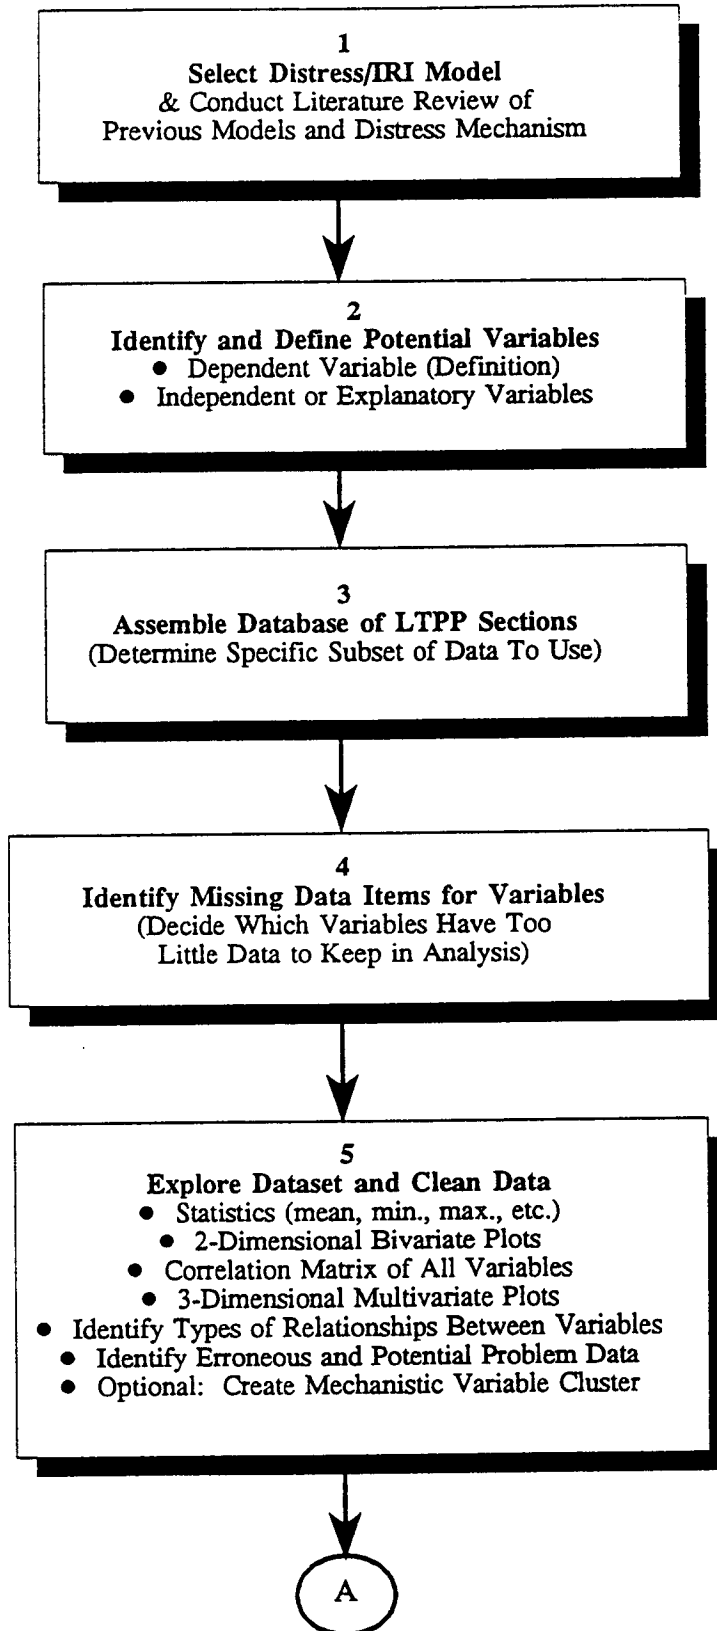 1
Select Distress/IRI Model
& Conduct Literature Review of
Previous Models and Distress Mechanism
2
Identify and Define Potential Variables
● Dependent Variable (Definition)
● Independent or Explanatory Variables
3
Assemble Database of LTPP Sections
(Determine Specific Subset of Data To Use)
4
Identify Missing Data Items for Variables
(Decide Which Variables Have Too
Little Data to Keep in Analysis)
5
Explore Dataset and Clean Data
● Statistics (mean, min., max., etc.)
● 2-Dimensional Bivariate Plots
● Correlation Matrix of All Variables
● 3-Dimensional Multivariate Plots
● Identify Types of Relationships Between Variables
● Identify Erroneous and Potential Problem Data
● Optional: Create Mechanistic Variable Cluster
A